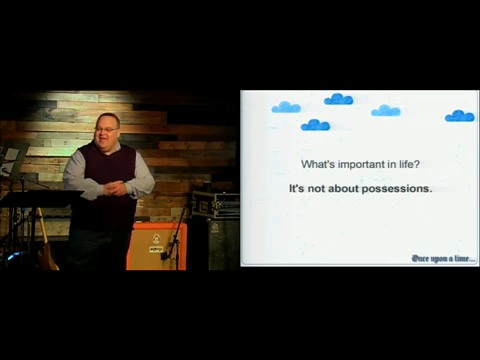 What's important in life?
It's not about possessions.
Once upon a time...